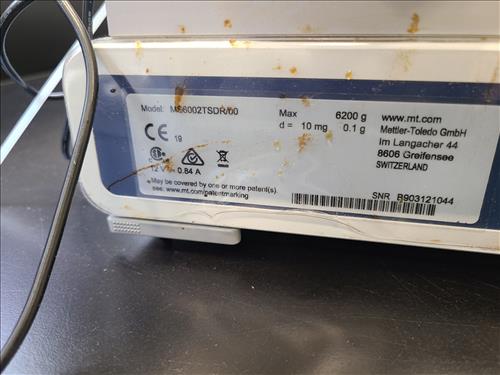 Model: MS6002TSDR/00
Max 6200 g
d = 10 mg 0.1 g
www.mt.com
Mettler-Toledo GmbH
Im Langacher 44
8606 Greifensee
SWITZERLAND
CE 19
12 V 0.84 A
May be covered by one or more patent(s).
see: www.mt.com/patentmarking
SNR B903121044